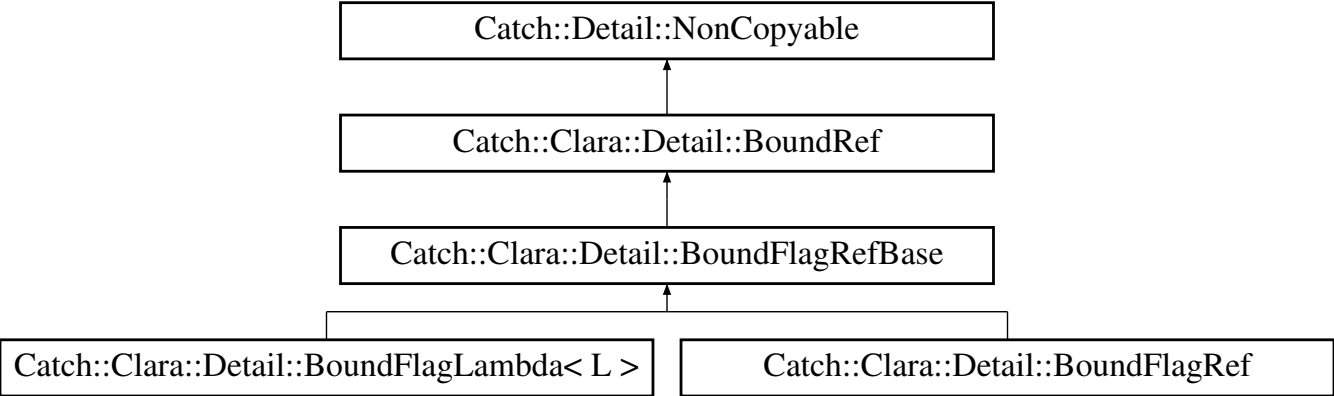 Catch::Detail::NonCopyable
Catch::Clara::Detail::BoundRef
Catch::Clara::Detail::BoundFlagRefBase
Catch::Clara::Detail::BoundFlagLambda< L >
Catch::Clara::Detail::BoundFlagRef